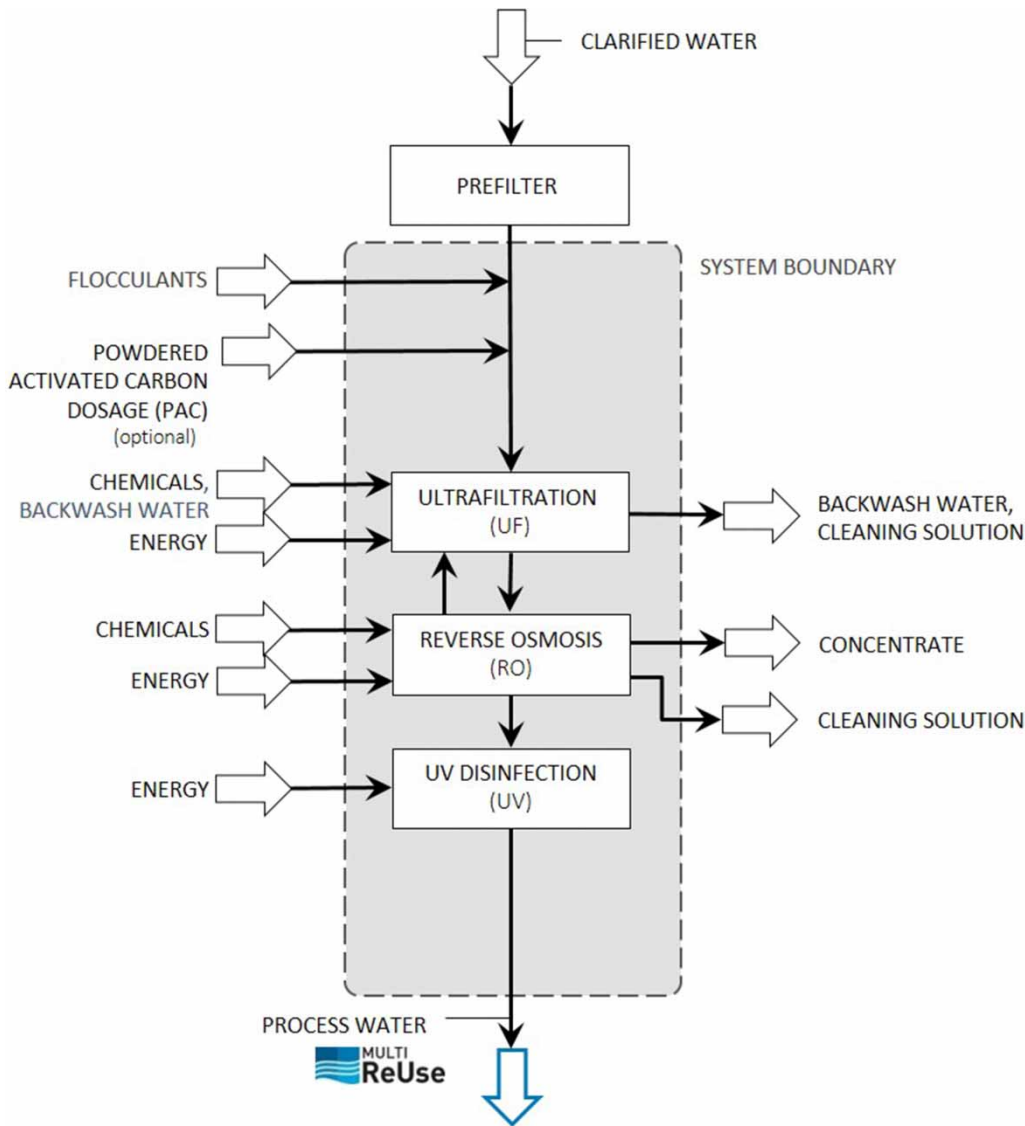 CLARIFIED WATER
PREFILTER
SYSTEM BOUNDARY
FLOCCULANTS
POWDERED
ACTIVATED CARBON
DOSAGE (PAC)
(optional)
CHEMICALS,
BACKWASH WATER
ENERGY
ULTRAFILTRATION
(UF)
BACKWASH WATER,
CLEANING SOLUTION
CHEMICALS
ENERGY
REVERSE OSMOSIS
(RO)
CONCENTRATE
CLEANING SOLUTION
ENERGY
UV DISINFECTION
(UV)
PROCESS WATER
MULTI
ReUse